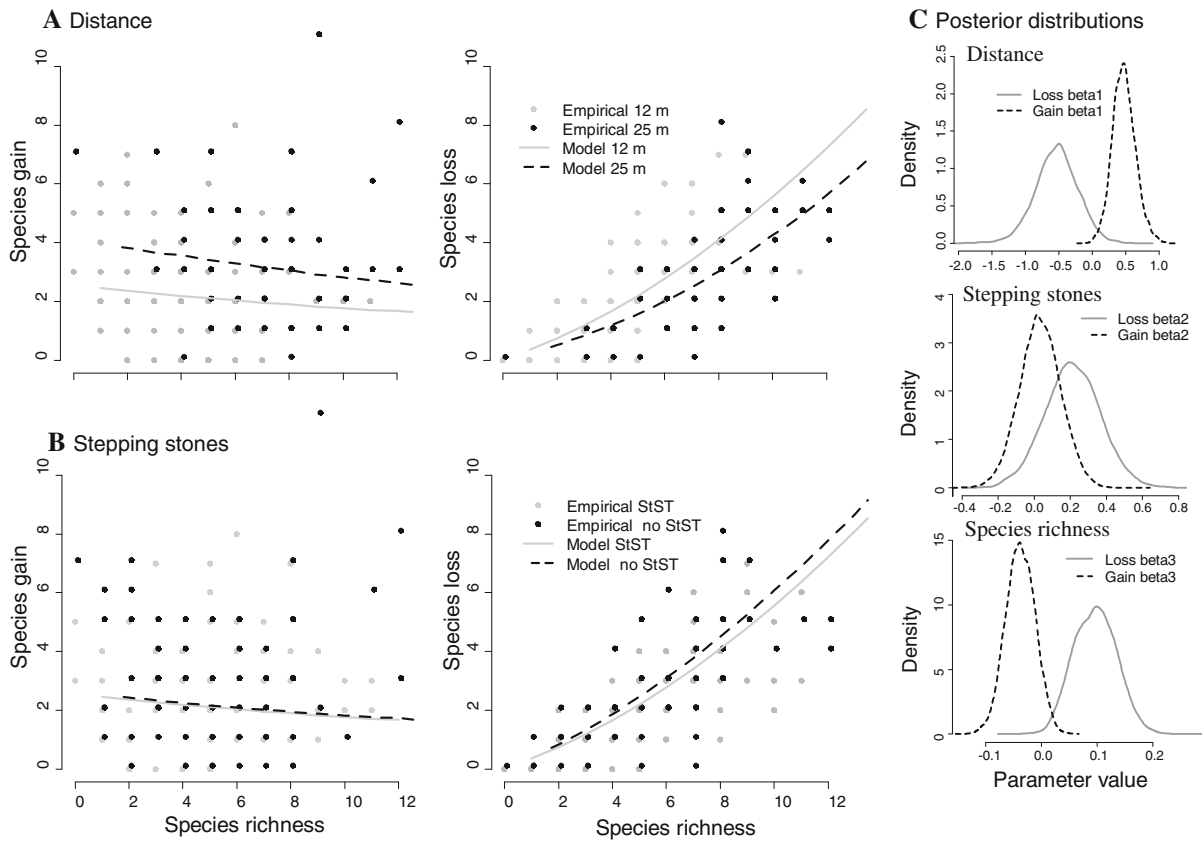 A Distance
Species gain
0 2 4 6 8 10
Species loss
0 2 4 6 8 10
Empirical 12 m
Empirical 25 m
Model 12 m
Model 25 m
B Stepping stones
Species gain
0 2 4 6 8 10
0 2 4 6 8 10 12
Species richness
Species loss
0 2 4 6 8 10
Empirical StST
Empirical no StST
Model StST
Model no StST
0 2 4 6 8 10 12
Species richness
C Posterior distributions
Distance
Density
0.0 0.5 1.0 1.5 2.0 2.5
Loss beta1
Gain beta1
-2.0 -1.5 -1.0 -0.5 0.0 0.5 1.0
Stepping stones
Density
0 1 2 3 4
Loss beta2
Gain beta2
-0.4 -0.2 0.0 0.2 0.4 0.6 0.8
Species richness
Density
0 5 10 15
Loss beta3
Gain beta3
-0.1 0.0 0.1 0.2
Parameter value